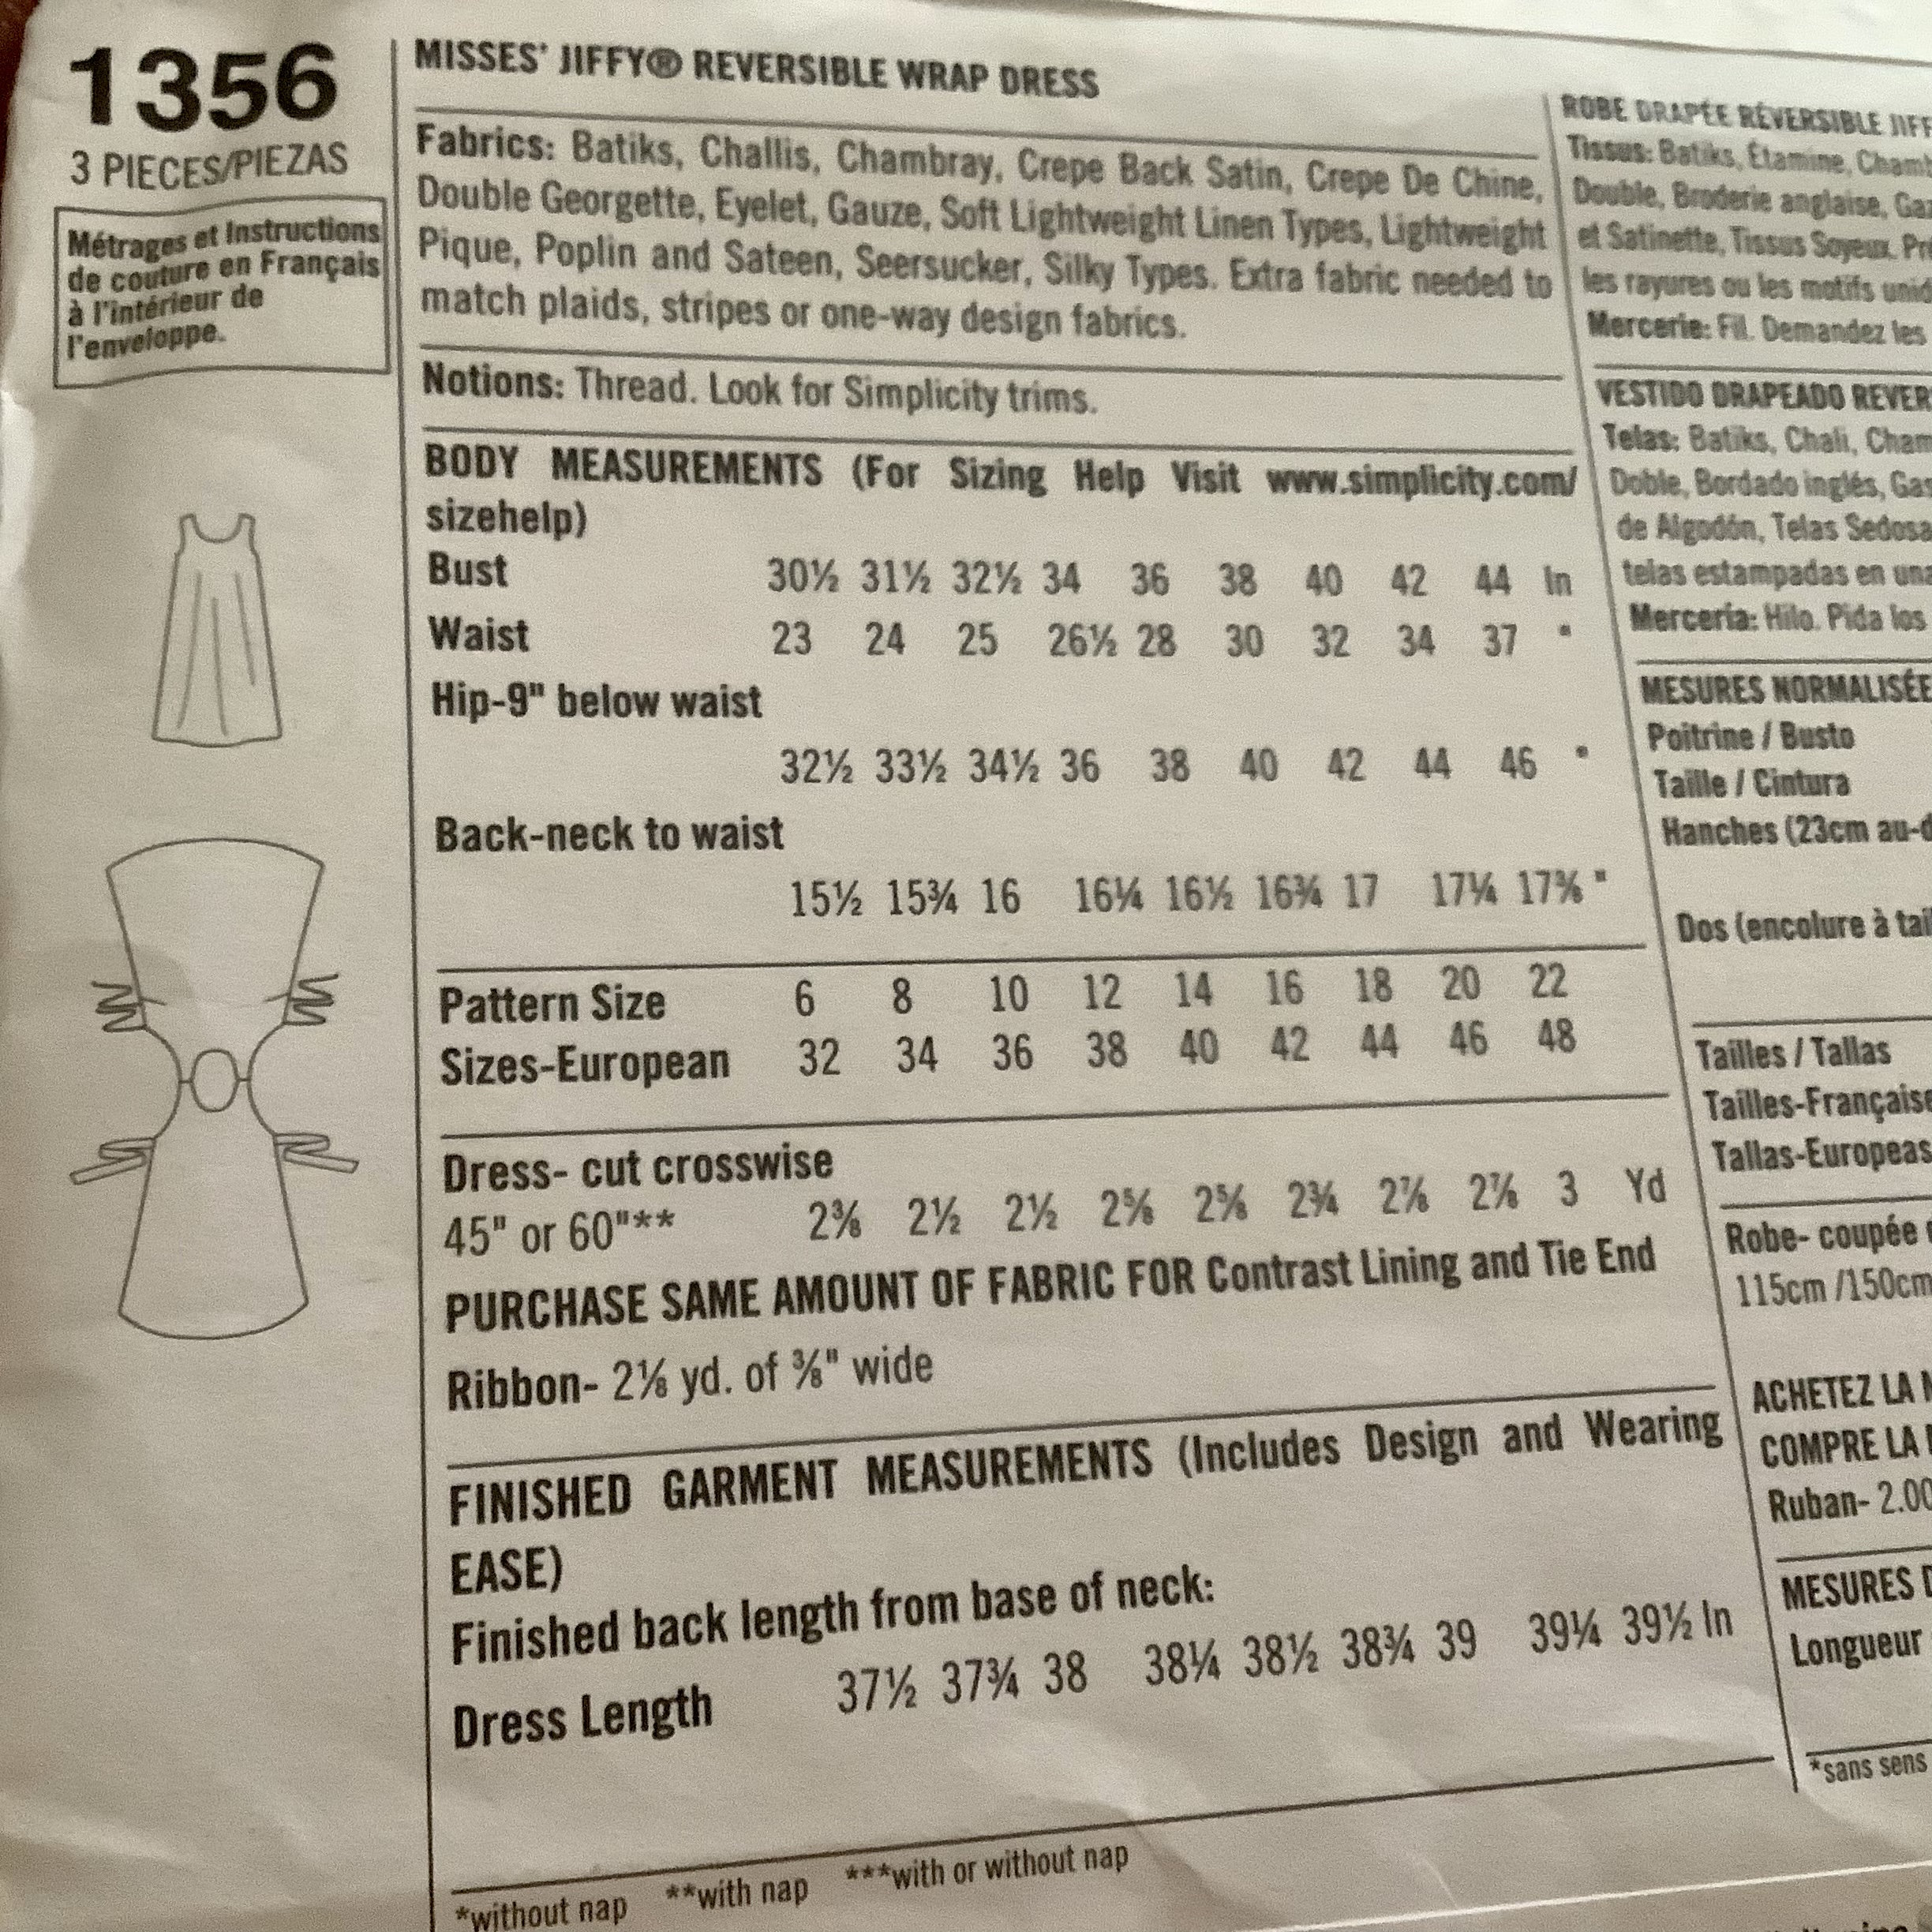 1356
3 PIECES/PIEZAS
Métrages et Instructions
de couture en Français
à l'intérieur de
l'enveloppe.
MISSES' JIFFY® REVERSIBLE WRAP DRESS
Fabrics: Batiks, Challis, Chambray, Crepe Back Satin, Crepe De Chine,
Double Georgette, Eyelet, Gauze, Soft Lightweight Linen Types, Lightweight
Pique, Poplin and Sateen, Seersucker, Silky Types. Extra fabric needed to
match plaids, stripes or one-way design fabrics.
Notions: Thread. Look for Simplicity trims.
BODY MEASUREMENTS (For Sizing Help Visit www.simplicity.com/
sizehelp)
Bust 30½ 31½ 32½ 34 36 38 40 42 44 In
Waist 23 24 25 26½ 28 30 32 34 37 "
Hip-9" below waist
32½ 33½ 34½ 36 38 40 42 44 46 "
Back-neck to waist
15½ 15¾ 16 16¼ 16½ 16¾ 17 17¼ 17⅜ "
Pattern Size 6 8 10 12 14 16 18 20 22
Sizes-European 32 34 36 38 40 42 44 46 48
Dress- cut crosswise
45" or 60"** 2⅜ 2½ 2½ 2⅝ 2⅝ 2¾ 2⅞ 2⅞ 3 Yd
PURCHASE SAME AMOUNT OF FABRIC FOR Contrast Lining and Tie End
Ribbon- 2⅛ yd. of ⅜" wide
FINISHED GARMENT MEASUREMENTS (Includes Design and Wearing
EASE)
Finished back length from base of neck:
Dress Length 37½ 37¾ 38 38¼ 38½ 38¾ 39 39¼ 39½ In
*without nap **with nap ***with or without nap
ROBE DRAPÉE RÉVERSIBLE JIFF
Tissus: Batiks, Étamine, Chamb
Double, Broderie anglaise, Gaz
et Satinette, Tissus Soyeux. Pr
les rayures ou les motifs unid
Mercerie: Fil. Demandez les
VESTIDO DRAPEADO REVER
Telas: Batiks, Chali, Cham
Doble, Bordado inglés, Gas
de Algodón, Telas Sedosa
telas estampadas en una
Mercería: Hilo. Pida los
MESURES NORMALISÉE
Poitrine / Busto
Taille / Cintura
Hanches (23cm au-d
Dos (encolure à tail
Tailles / Tallas
Tailles-Française
Tallas-Europeas
Robe- coupée
115cm /150cm
ACHETEZ LA
COMPRE LA
Ruban- 2.00
MESURES D
Longueur
*sans sens